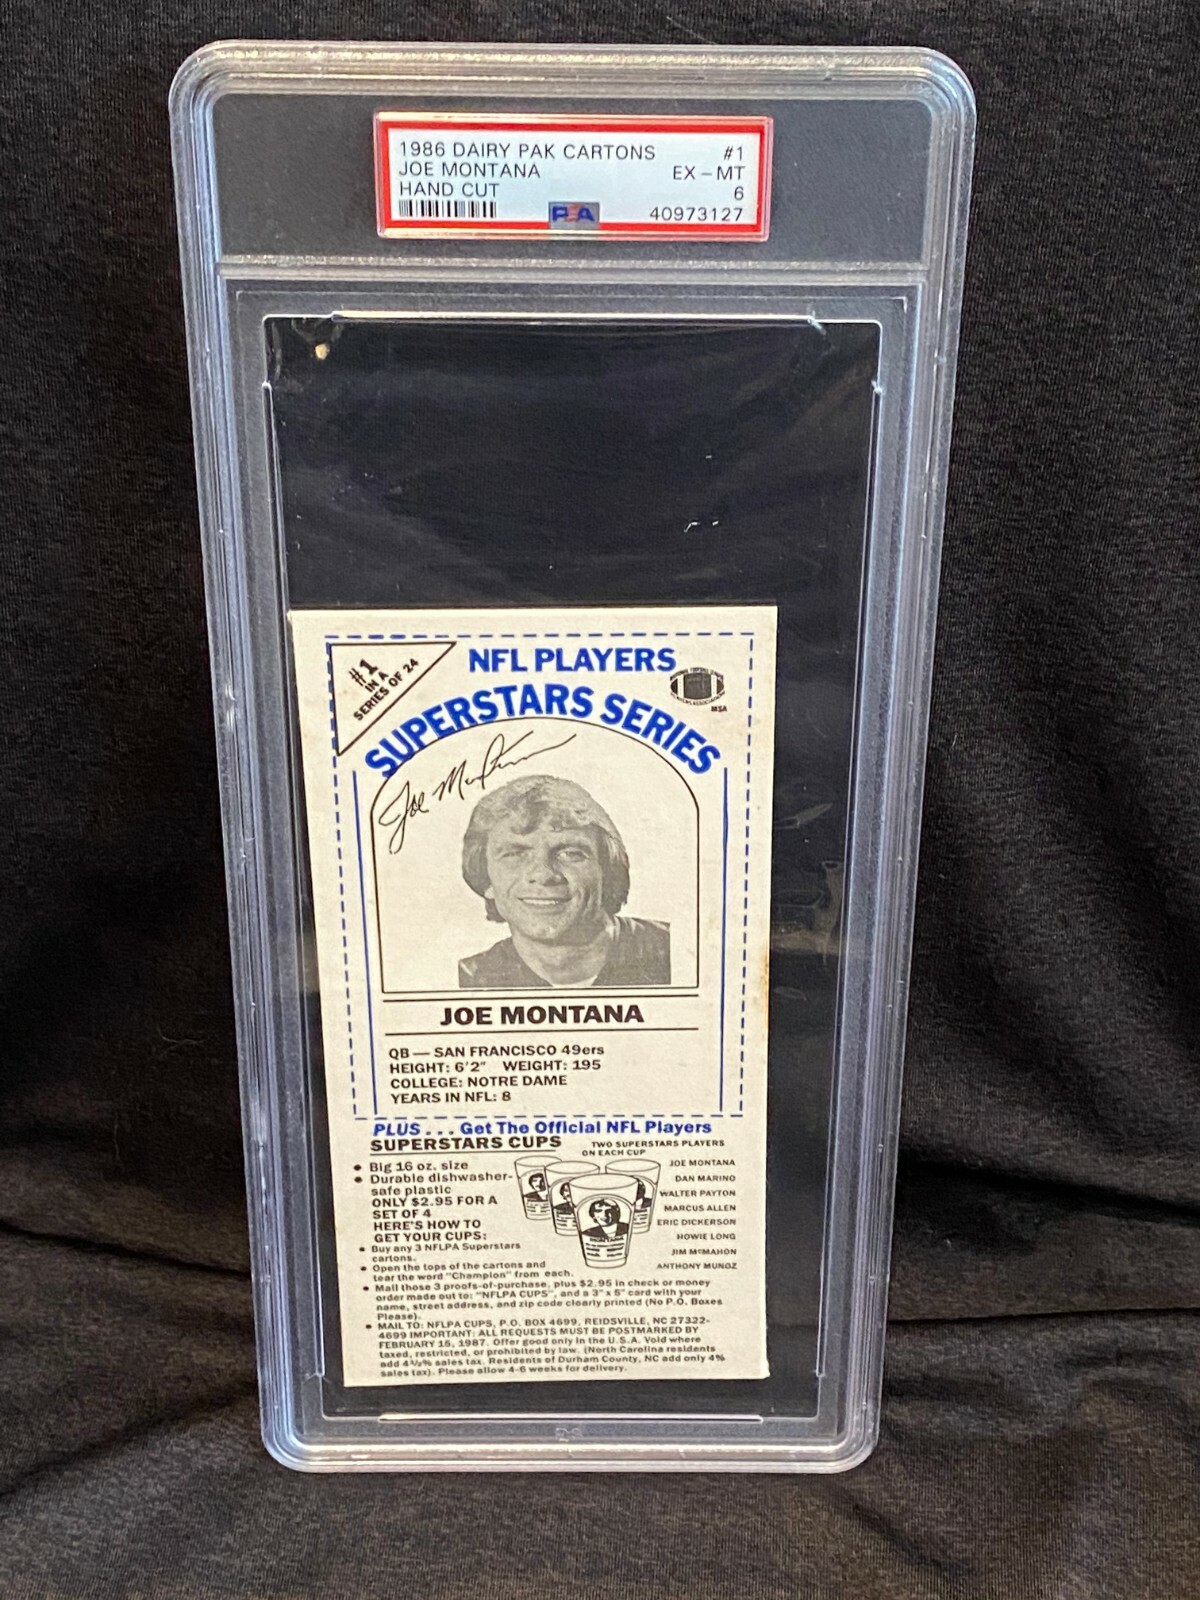 1986 DAIRY PAK CARTONS #1
JOE MONTANA EX-MT
HAND CUT 6
PSA 40973127
#1
IN A
SERIES OF 24
NFL PLAYERS
SUPERSTARS SERIES
MSA
Joe Montana
JOE MONTANA
QB — SAN FRANCISCO 49ers
HEIGHT: 6'2" WEIGHT: 195
COLLEGE: NOTRE DAME
YEARS IN NFL: 8
PLUS... Get The Official NFL Players
SUPERSTARS CUPS
TWO SUPERSTARS PLAYERS
ON EACH CUP
JOE MONTANA
DAN MARINO
WALTER PAYTON
MARCUS ALLEN
ERIC DICKERSON
HOWIE LONG
JIM McMAHON
ANTHONY MUNOZ
• Big 16 oz. size
• Durable dishwasher-
safe plastic
ONLY $2.95 FOR A
SET OF 4
HERE'S HOW TO
GET YOUR CUPS:
• Buy any 3 NFLPA Superstars
cartons.
• Open the tops of the cartons and
tear the word "Champion" from each.
• Mail those 3 proofs-of-purchase, plus $2.95 in check or money
order made out to: "NFLPA CUPS", and a 3" x 5" card with your
name, street address, and zip code clearly printed (No P.O. Boxes
Please).
• MAIL TO: NFLPA CUPS, P.O. BOX 4699, REIDSVILLE, NC 27322-
4699 IMPORTANT: ALL REQUESTS MUST BE POSTMARKED BY
FEBRUARY 15, 1987. Offer good only in the U.S.A. Void where
taxed, restricted, or prohibited by law. (North Carolina residents
add 4½% sales tax. Residents of Durham County, NC add only 4%
sales tax). Please allow 4-6 weeks for delivery.